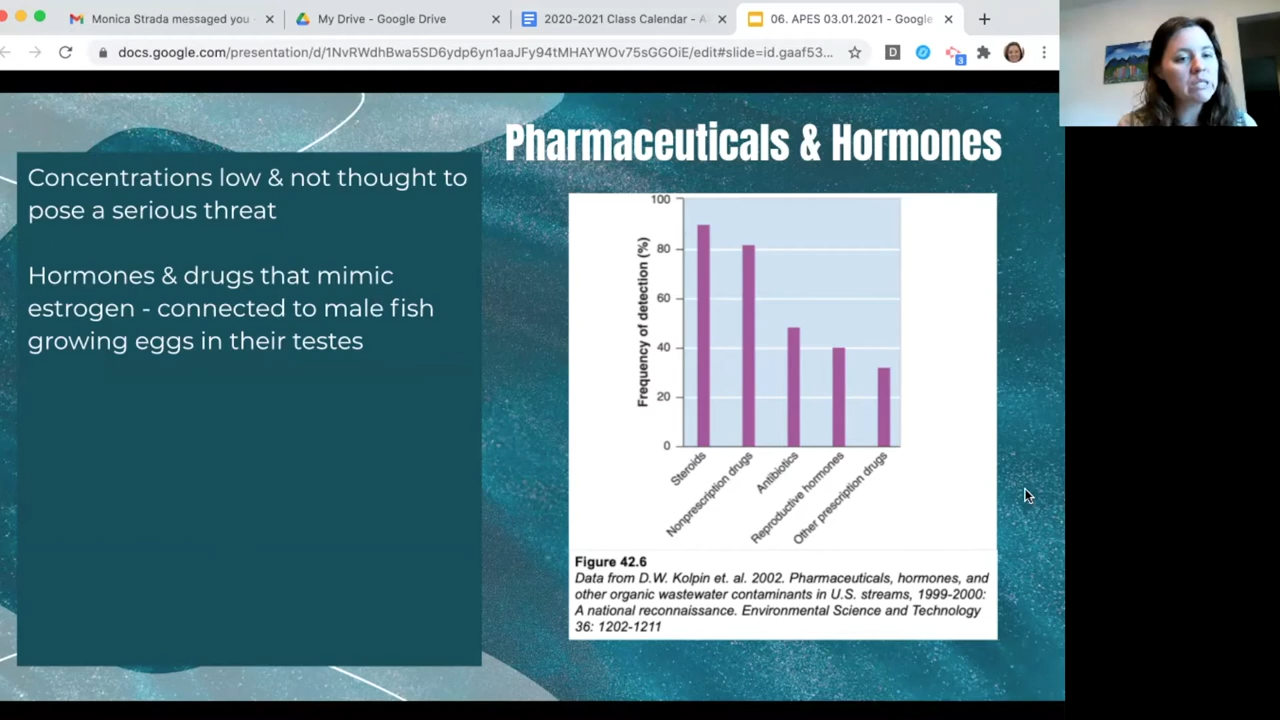 Monica Strada messaged you
My Drive - Google Drive
2020-2021 Class Calendar - A
06. APES 03.01.2021 - Google
docs.google.com/presentation/d/1NvRWdhBwa5SD6ydp6yn1aaJFy94tMHAYWOv75sGGOiE/edit#slide=id.gaaf53...
D
3
Pharmaceuticals & Hormones
Concentrations low & not thought to
pose a serious threat
Hormones & drugs that mimic
estrogen - connected to male fish
growing eggs in their testes
Frequency of detection (%)
100
80
60
40
20
0
Steroids
Nonprescription drugs
Antibiotics
Reproductive hormones
Other prescription drugs
Figure 42.6
Data from D.W. Kolpin et. al. 2002. Pharmaceuticals, hormones, and
other organic wastewater contaminants in U.S. streams, 1999-2000:
A national reconnaissance. Environmental Science and Technology
36: 1202-1211